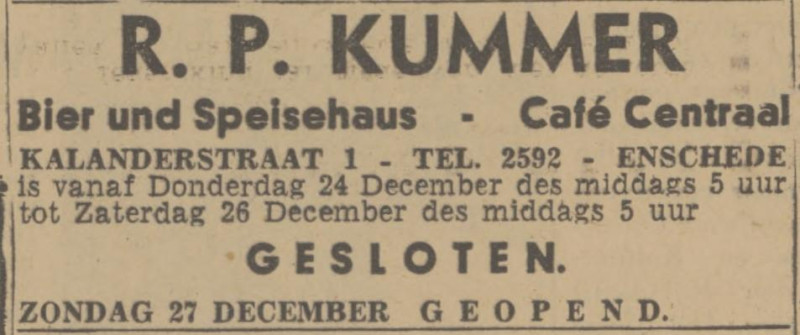 R. P. KUMMER
Bier und Speisehaus - Café Centraal
KALANDERSTRAAT 1 - TEL. 2592 - ENSCHEDE
is vanaf Donderdag 24 December des middags 5 uur
tot Zaterdag 26 December des middags 5 uur
GESLOTEN.
ZONDAG 27 DECEMBER GEOPEND.